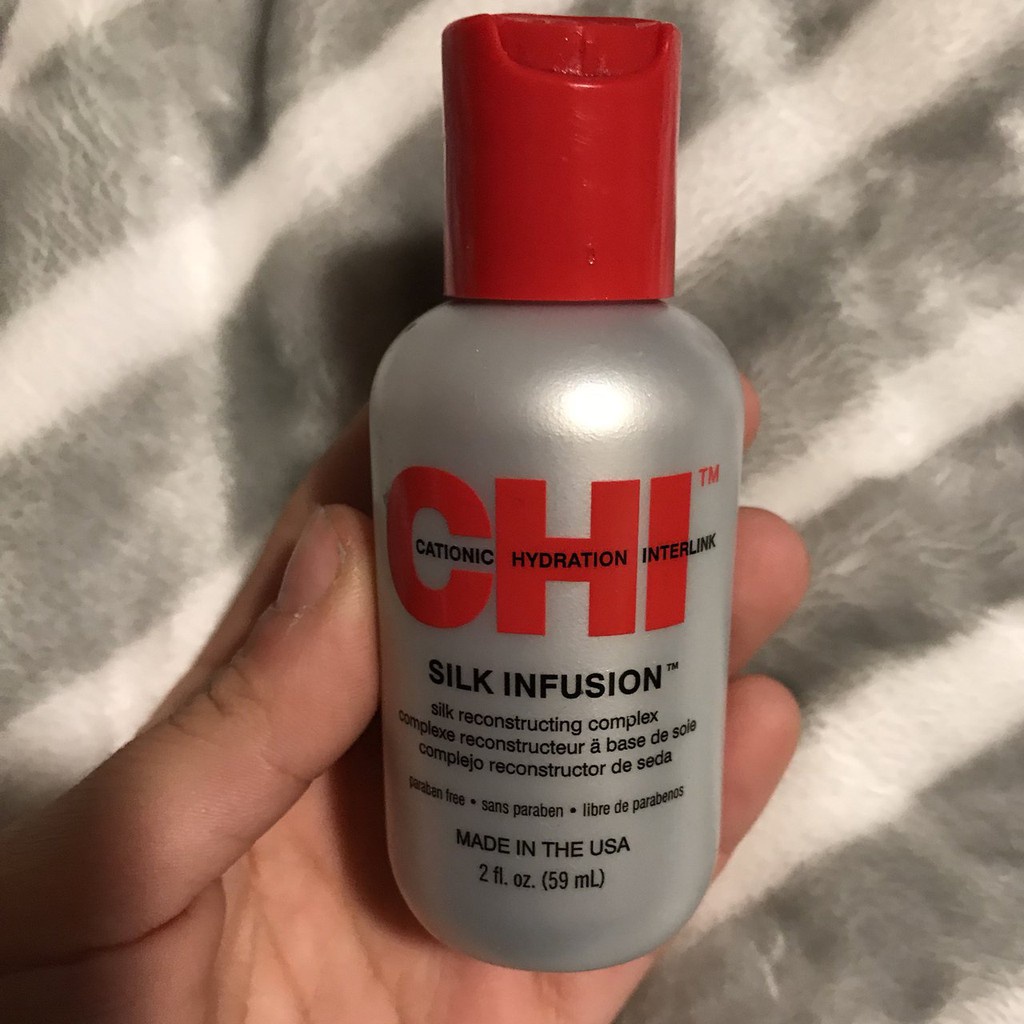 CHI™
CATIONIC HYDRATION INTERLINK
SILK INFUSION™
silk reconstructing complex
complexe reconstructeur ä base de soie
complejo reconstructor de seda
paraben free • sans paraben • libre de parabenos
MADE IN THE USA
2 fl. oz. (59 mL)